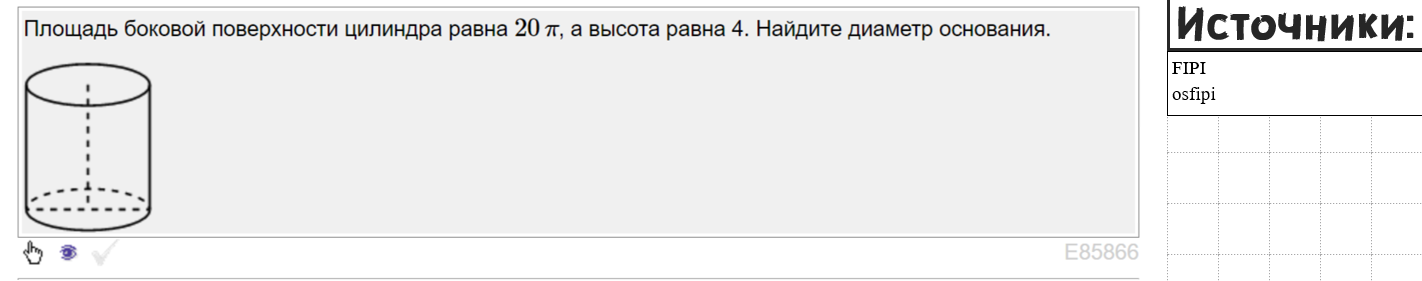 Площадь боковой поверхности цилиндра равна 20 π, а высота равна 4. Найдите диаметр основания.
E85866
Источники:
FIPI
osfipi